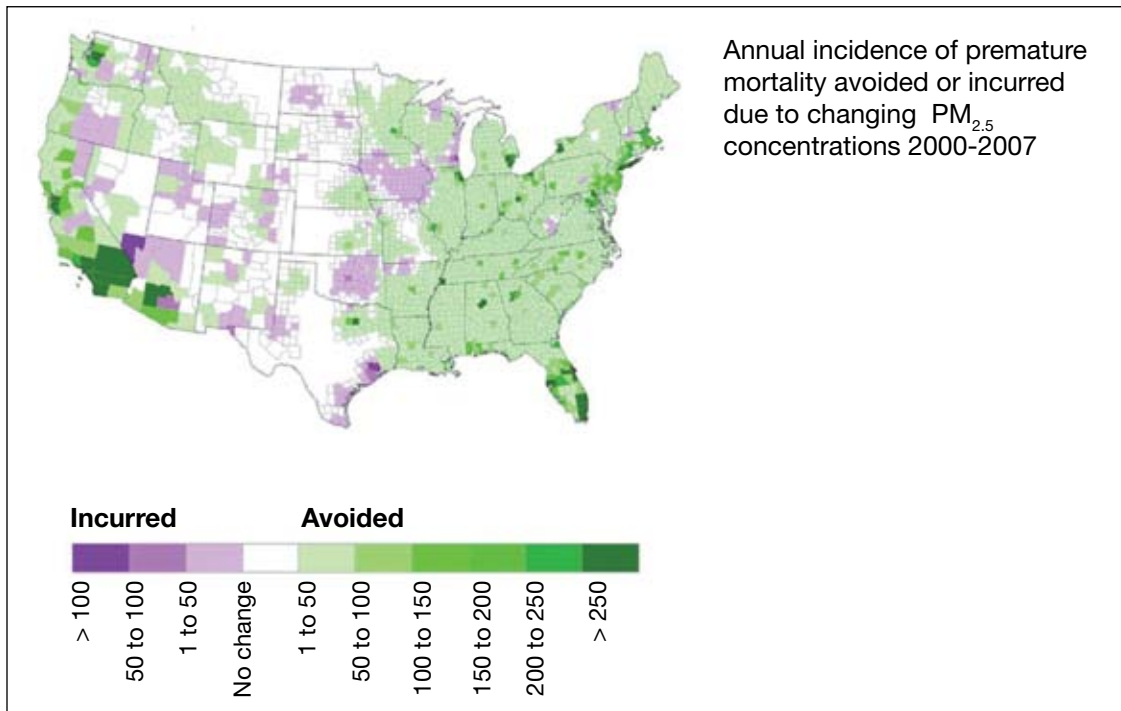 Annual incidence of premature
mortality avoided or incurred
due to changing PM2.5
concentrations 2000-2007
Incurred Avoided
> 100
50 to 100
1 to 50
No change
1 to 50
50 to 100
100 to 150
150 to 200
200 to 250
> 250